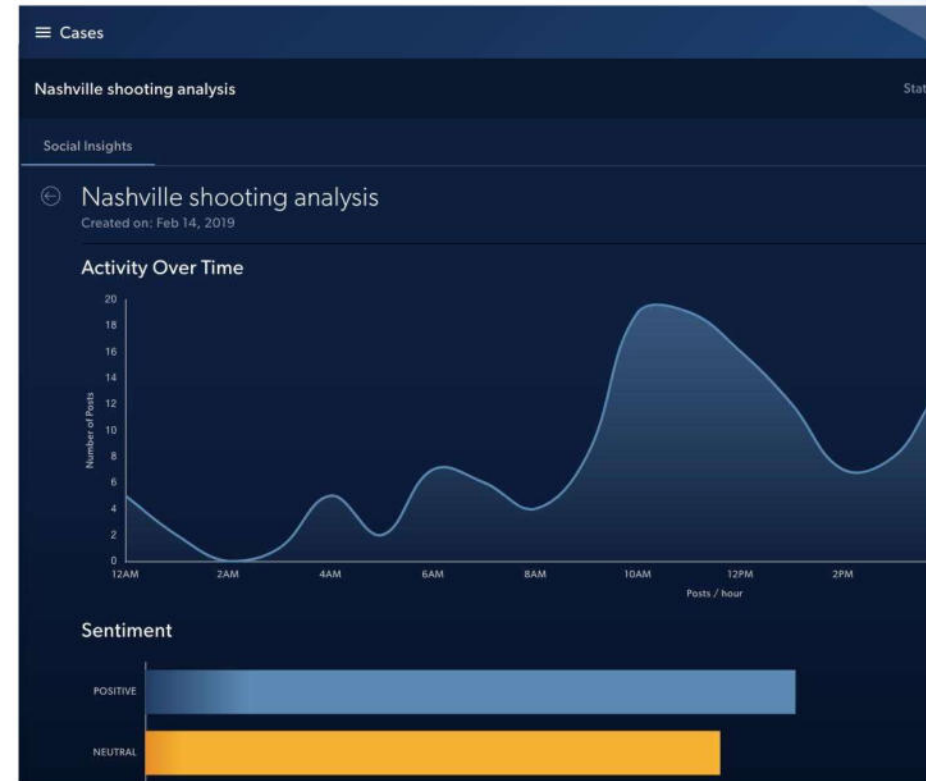 Cases
Nashville shooting analysis
Stat
Social Insights
Nashville shooting analysis
Created on: Feb 14, 2019
Activity Over Time
20
18
16
14
12
10
8
6
4
2
0
Number of Posts
12AM 2AM 4AM 6AM 8AM 10AM 12PM 2PM
Posts / hour
Sentiment
POSITIVE
NEUTRAL